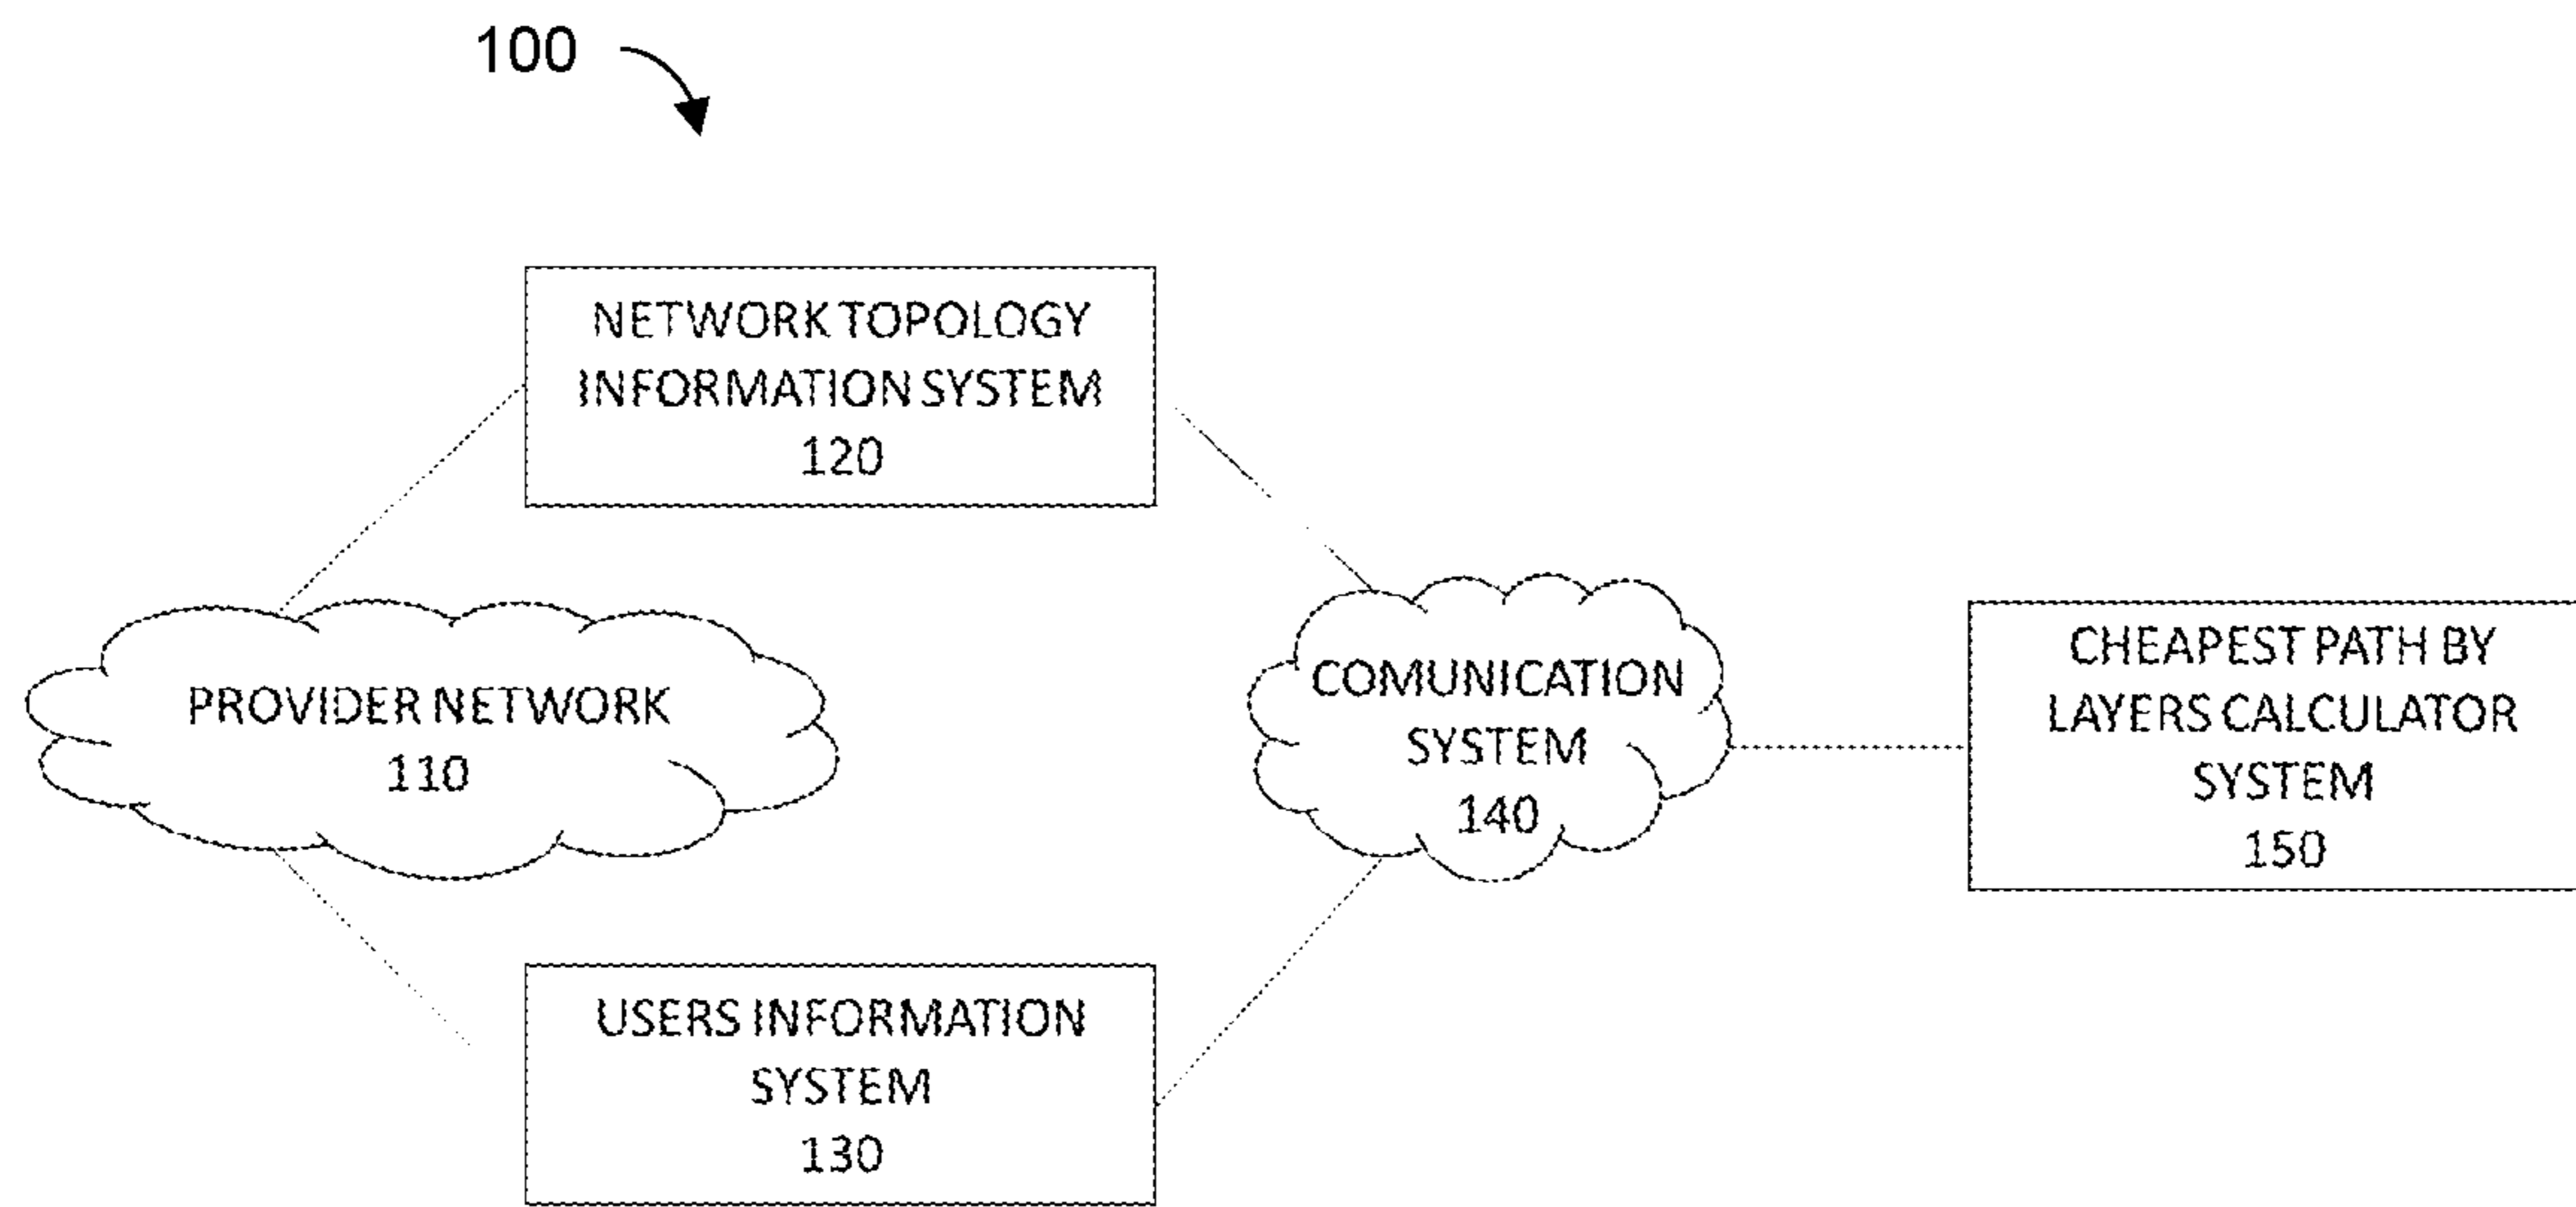 100
NETWORK TOPOLOGY
INFORMATION SYSTEM
120
PROVIDER NETWORK
110
COMUNICATION
SYSTEM
140
CHEAPEST PATH BY
LAYERS CALCULATOR
SYSTEM
150
USERS INFORMATION
SYSTEM
130